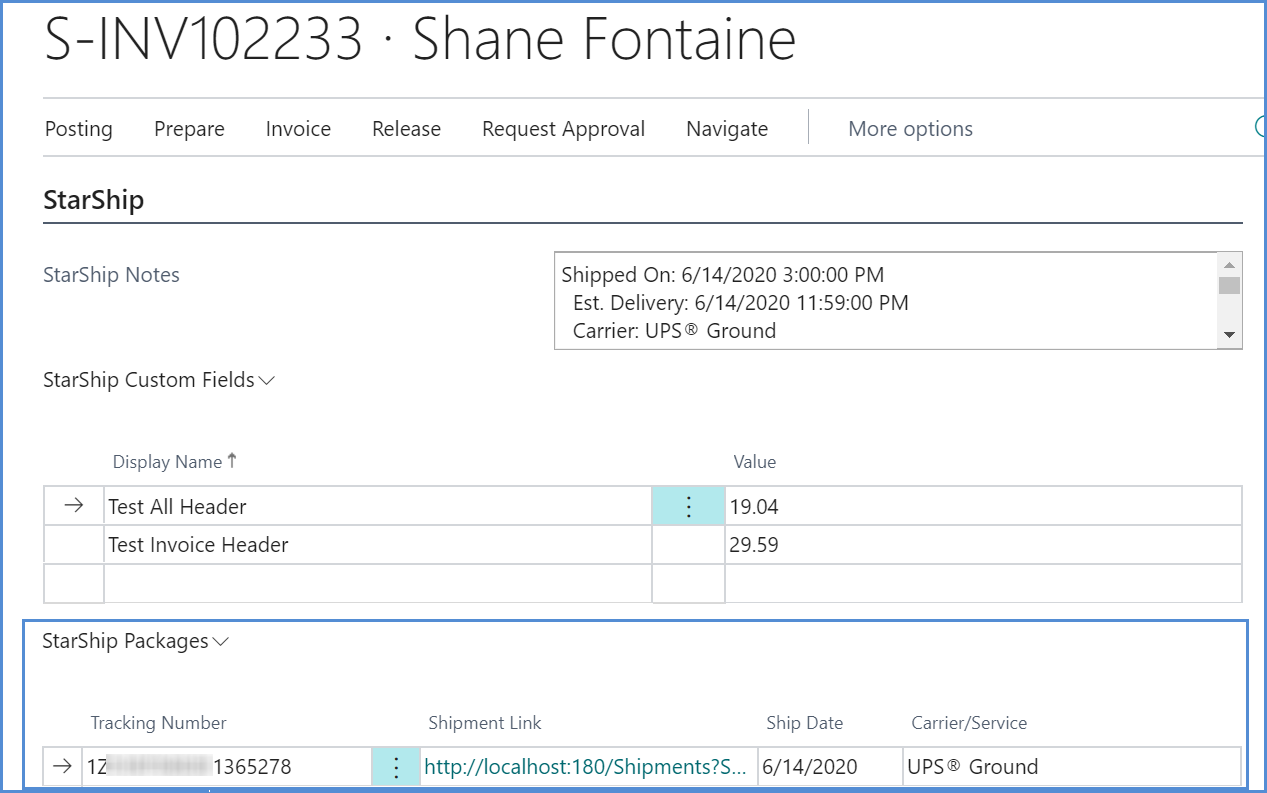 S-INV102233 · Shane Fontaine
Posting Prepare Invoice Release Request Approval Navigate More options
StarShip
StarShip Notes
Shipped On: 6/14/2020 3:00:00 PM
Est. Delivery: 6/14/2020 11:59:00 PM
Carrier: UPS® Ground
StarShip Custom Fields
Display Name ↑ Value
Test All Header 19.04
Test Invoice Header 29.59
StarShip Packages
Tracking Number Shipment Link Ship Date Carrier/Service
1Z 1365278 http://localhost:180/Shipments?S... 6/14/2020 UPS® Ground